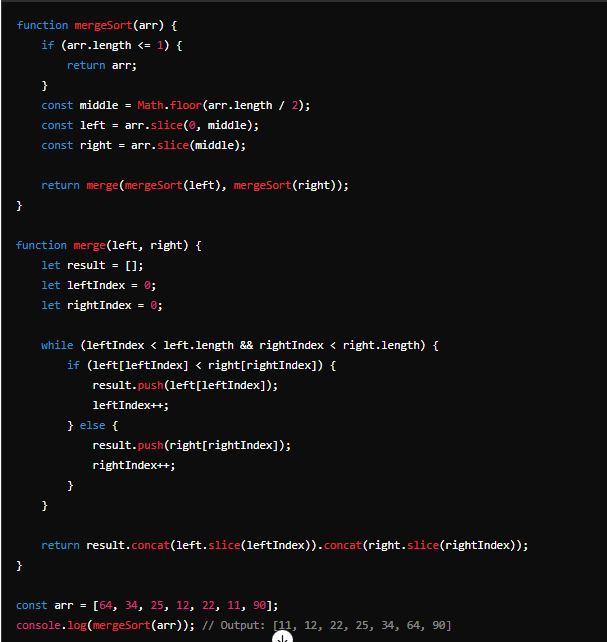 function mergeSort(arr) {
    if (arr.length <= 1) {
        return arr;
    }
    const middle = Math.floor(arr.length / 2);
    const left = arr.slice(0, middle);
    const right = arr.slice(middle);

    return merge(mergeSort(left), mergeSort(right));
}

function merge(left, right) {
    let result = [];
    let leftIndex = 0;
    let rightIndex = 0;

    while (leftIndex < left.length && rightIndex < right.length) {
        if (left[leftIndex] < right[rightIndex]) {
            result.push(left[leftIndex]);
            leftIndex++;
        } else {
            result.push(right[rightIndex]);
            rightIndex++;
        }
    }

    return result.concat(left.slice(leftIndex)).concat(right.slice(rightIndex));
}

const arr = [64, 34, 25, 12, 22, 11, 90];
console.log(mergeSort(arr)); // Output: [11, 12, 22, 25, 34, 64, 90]